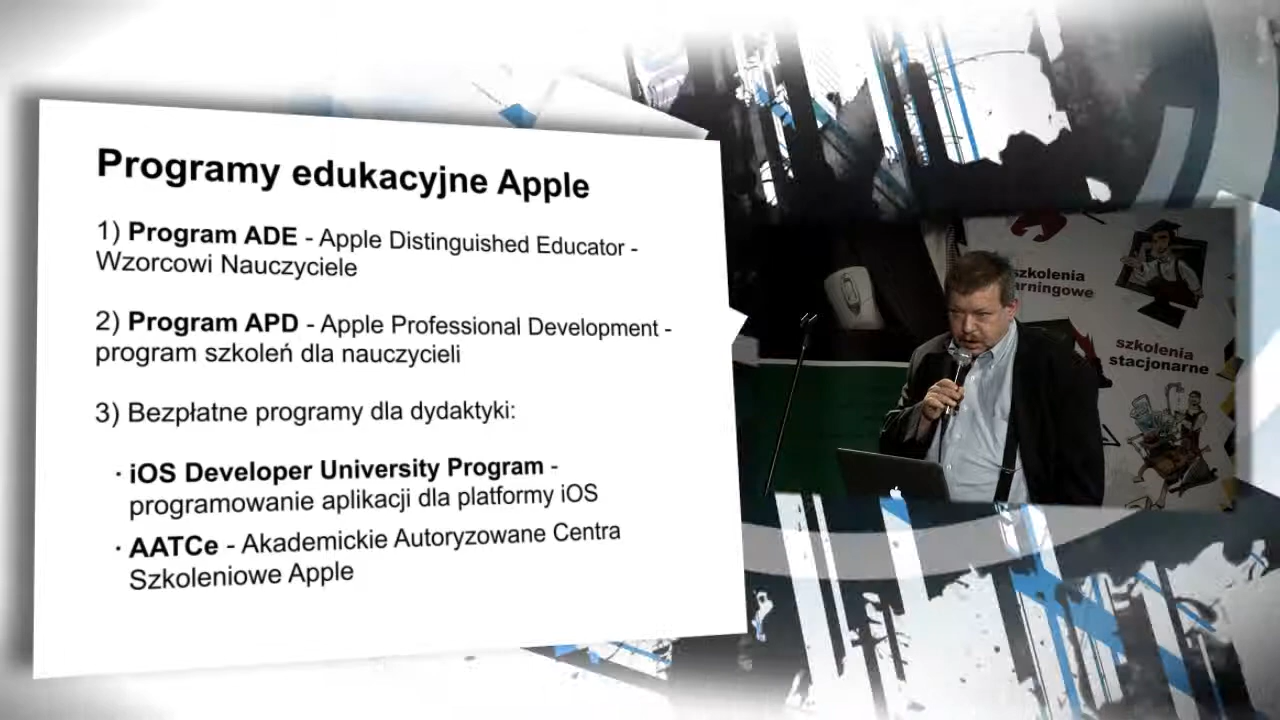 Programy edukacyjne Apple
1) Program ADE - Apple Distinguished Educator -
Wzorcowi Nauczyciele
2) Program APD - Apple Professional Development -
program szkoleń dla nauczycieli
3) Bezpłatne programy dla dydaktyki:
· iOS Developer University Program -
programowanie aplikacji dla platformy iOS
· AATCe - Akademickie Autoryzowane Centra
Szkoleniowe Apple
szkolenia
szkolenia
stacjonarne